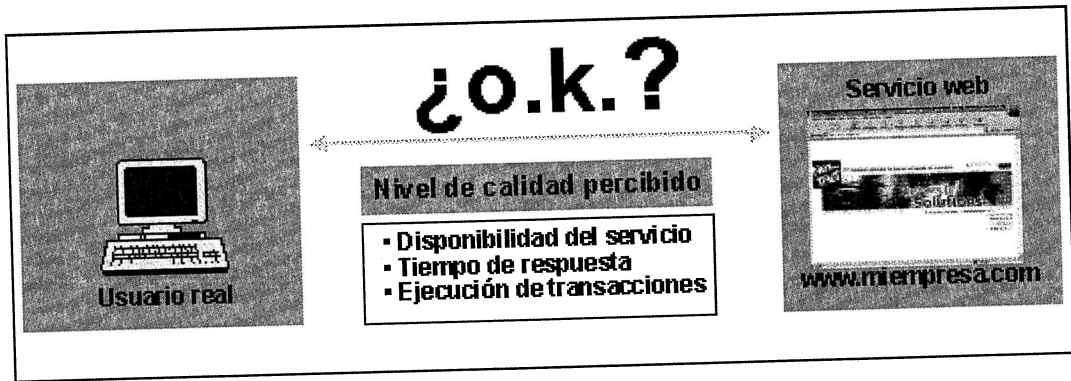 ¿o.k.?
Servicio web
Nivel de calidad percibido
▪ Disponibilidad del servicio
▪ Tiempo de respuesta
▪ Ejecución de transacciones
Usuario real
Solutions
www.miempresa.com